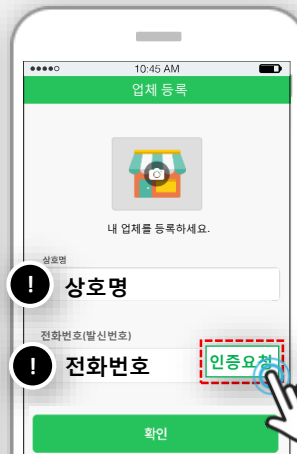 10:45 AM
업체 등록
내 업체를 등록하세요.
상호명
! 상호명
전화번호(발신번호)
! 전화번호 인증요청
확인